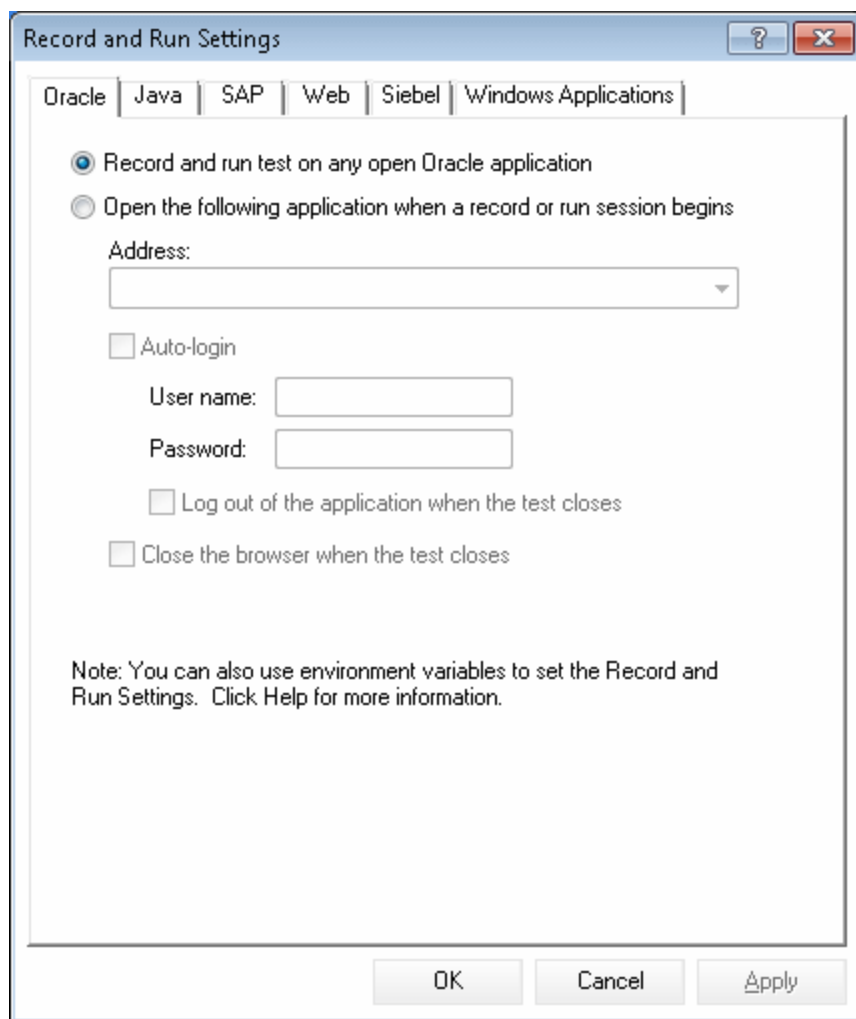 Record and Run Settings
Oracle Java SAP Web Siebel Windows Applications
Record and run test on any open Oracle application
Open the following application when a record or run session begins
Address:
Auto-login
User name:
Password:
Log out of the application when the test closes
Close the browser when the test closes
Note: You can also use environment variables to set the Record and
Run Settings. Click Help for more information.
OK Cancel Apply